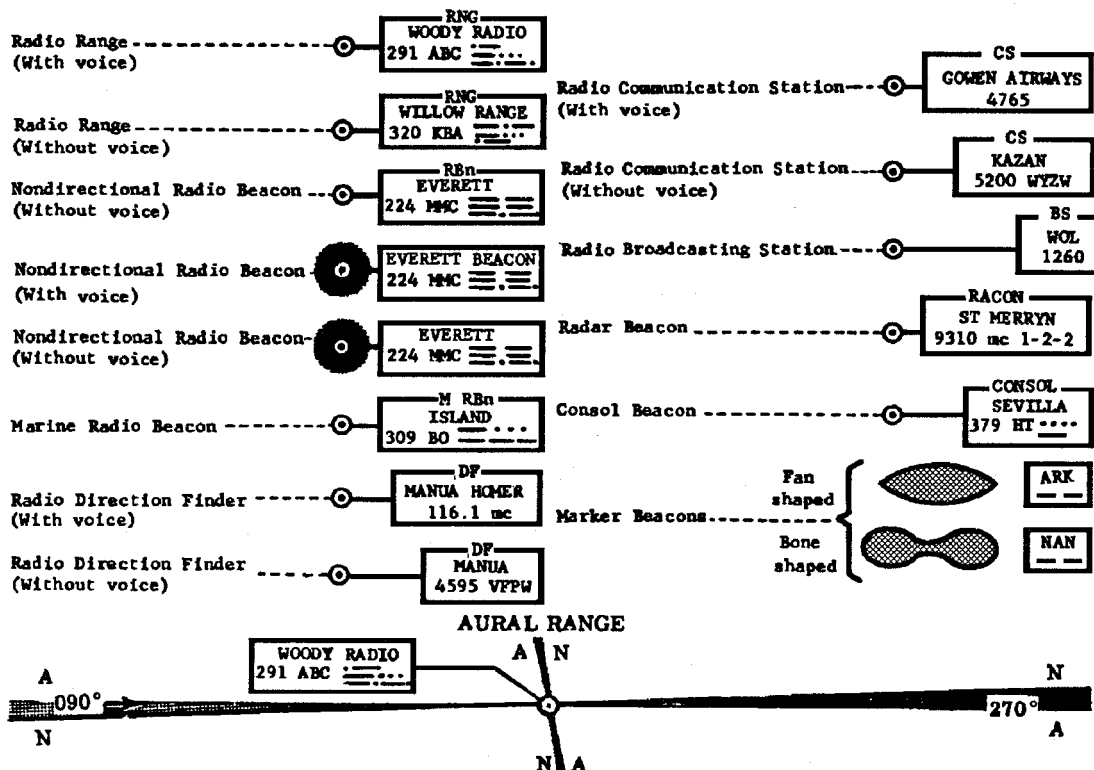 RNG
WOODY RADIO
291 ABC
Radio Range
(With voice)
RNG
WILLOW RANGE
320 KBA
Radio Range
(Without voice)
RBn
EVERETT
224 MMC
Nondirectional Radio Beacon
(Without voice)
EVERETT BEACON
224 MMC
Nondirectional Radio Beacon
(With voice)
EVERETT
224 MMC
Nondirectional Radio Beacon
(Without voice)
M RBn
ISLAND
309 BO
Marine Radio Beacon
DF
MANUA HOMER
116.1 mc
Radio Direction Finder
(With voice)
DF
MANUA
4595 VFPW
Radio Direction Finder
(Without voice)
CS
GOWEN AIRWAYS
4765
Radio Communication Station
(With voice)
CS
KAZAN
5200 WYZW
Radio Communication Station
(Without voice)
BS
WOL
1260
Radio Broadcasting Station
RACON
ST MERRYN
9310 mc 1-2-2
Radar Beacon
CONSOL
SEVILLA
379 HT
Consol Beacon
Marker Beacons
Fan
shaped
ARK
Bone
shaped
NAN
AURAL RANGE
WOODY RADIO
291 ABC
A N
A
090°
N
N
270°
A
N A